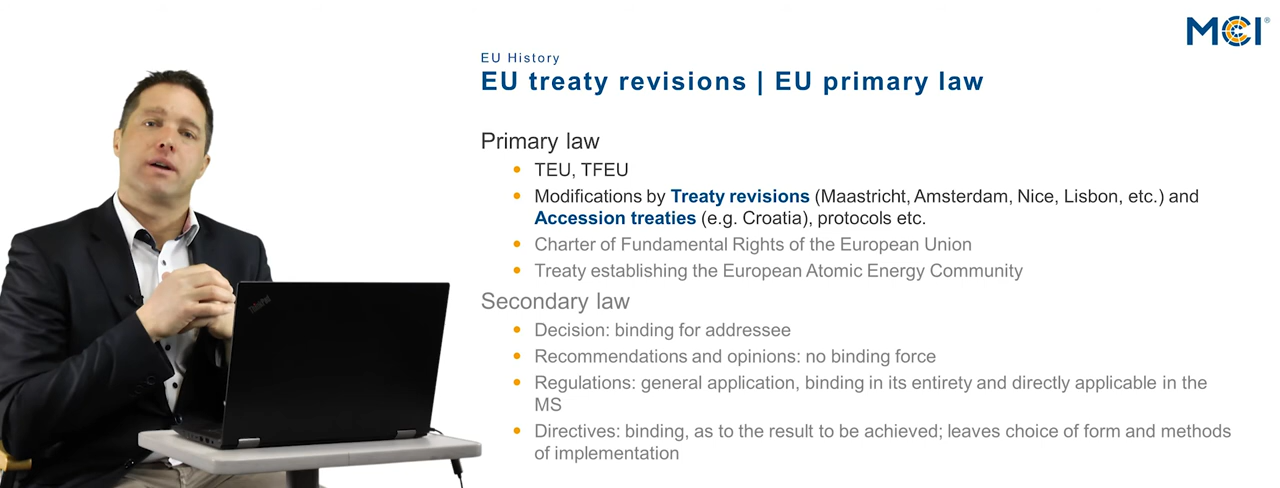 MCI®
EU History
EU treaty revisions | EU primary law
Primary law
• TEU, TFEU
• Modifications by Treaty revisions (Maastricht, Amsterdam, Nice, Lisbon, etc.) and
Accession treaties (e.g. Croatia), protocols etc.
• Charter of Fundamental Rights of the European Union
• Treaty establishing the European Atomic Energy Community
Secondary law
• Decision: binding for addressee
• Recommendations and opinions: no binding force
• Regulations: general application, binding in its entirety and directly applicable in the
MS
• Directives: binding, as to the result to be achieved; leaves choice of form and methods
of implementation
ThinkPad